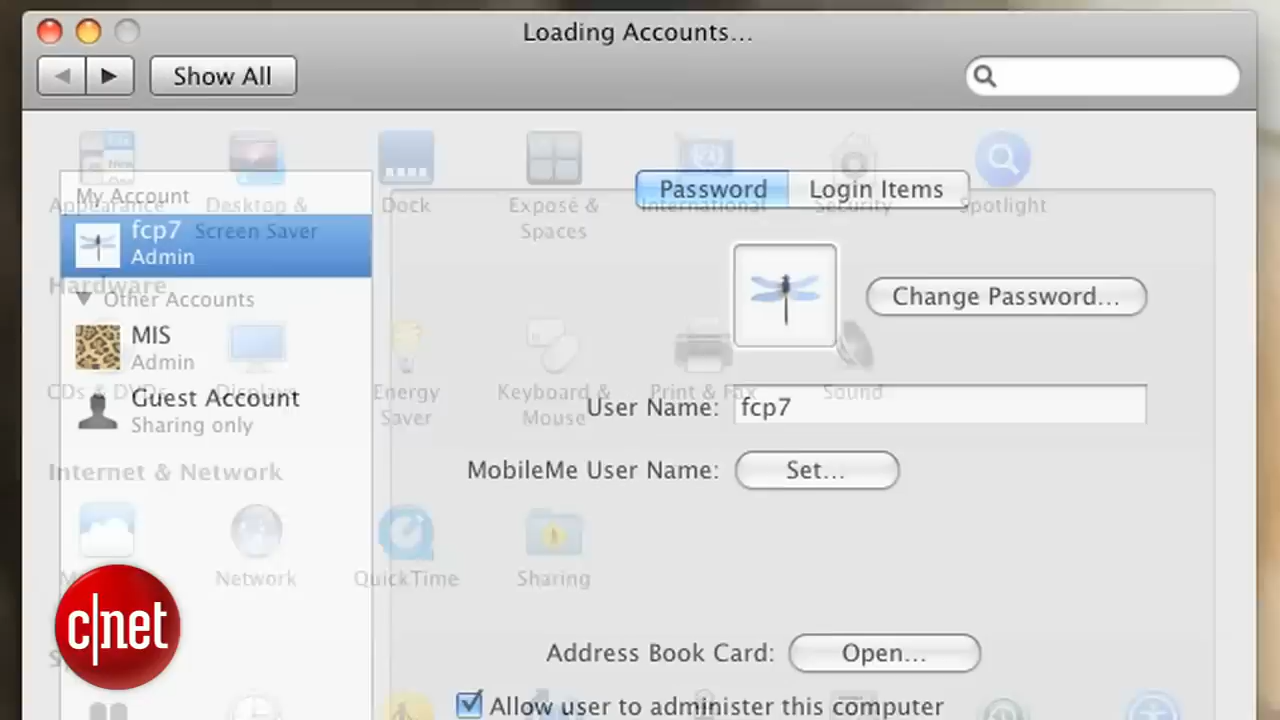 Loading Accounts...
Show All
Password
Login Items
My Account
Appearance
Desktop &
Screen Saver
Dock
Exposé &
Spaces
International
Security
Spotlight
fcp7
Admin
Hardware
Other Accounts
Change Password...
MIS
Admin
CDs & DVDs
Displays
Energy
Saver
Keyboard &
Mouse
Print & Fax
Sound
Guest Account
Sharing only
User Name:
fcp7
Internet & Network
MobileMe User Name:
Set...
Network
QuickTime
Sharing
c|net
Address Book Card:
Open...
Allow user to administer this computer